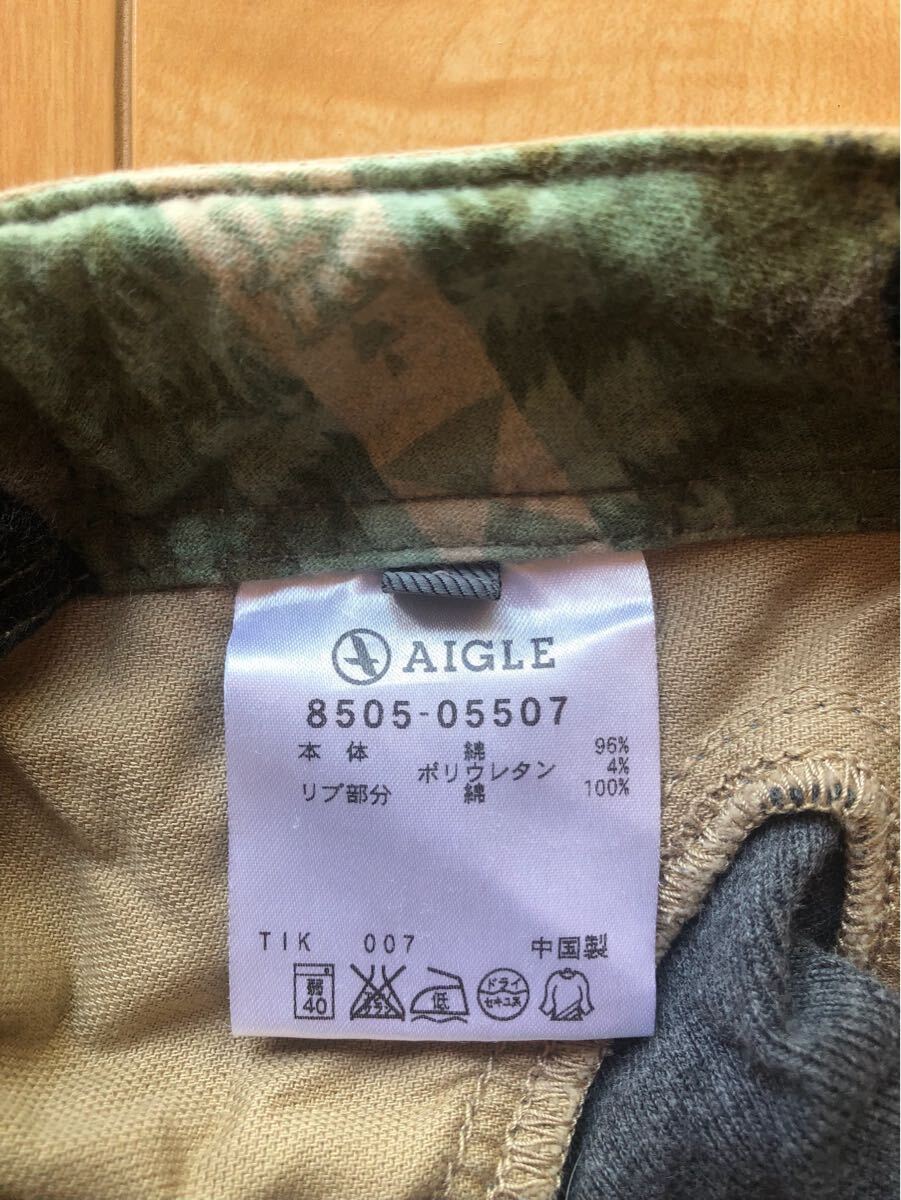 AIGLE
8505-05507
本体 綿 96%
ポリウレタン 4%
リブ部分 綿 100%
TIK 007 中国製
弱 40
低
ドライ
セキユ系